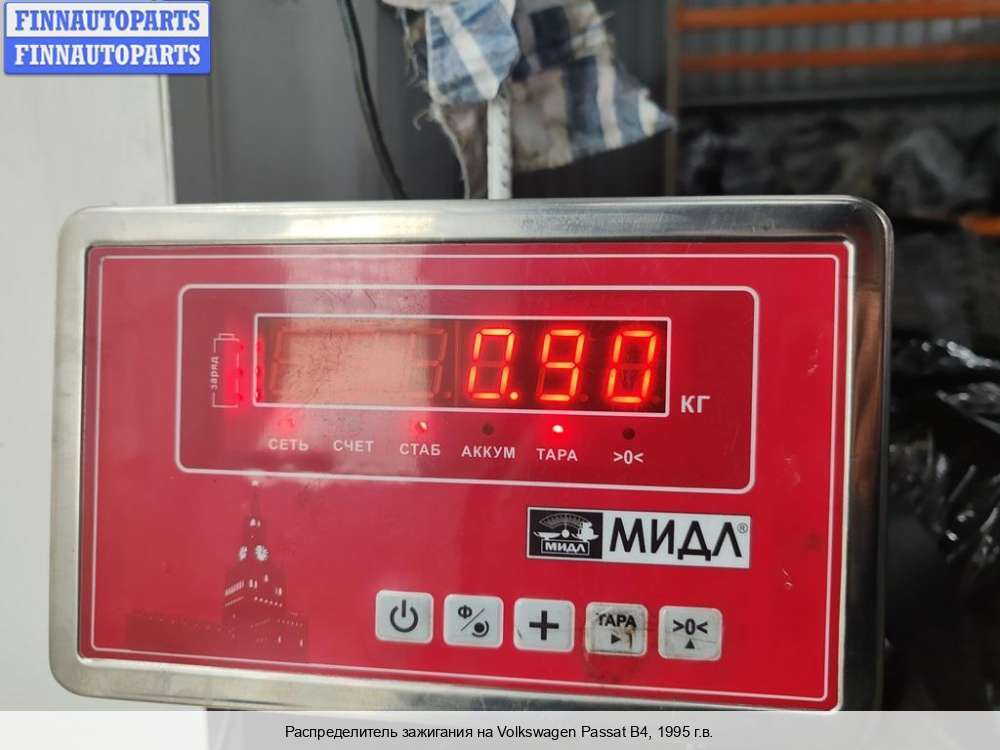 FINNAUTOPARTS
FINNAUTOPARTS
заряд
0.90
КГ
СЕТЬ СЧЕТ СТАБ АККУМ ТАРА >0<
МИДЛ МИДЛ®
Ф/ + ТАРА >0<
Распределитель зажигания на Volkswagen Passat B4, 1995 г.в.